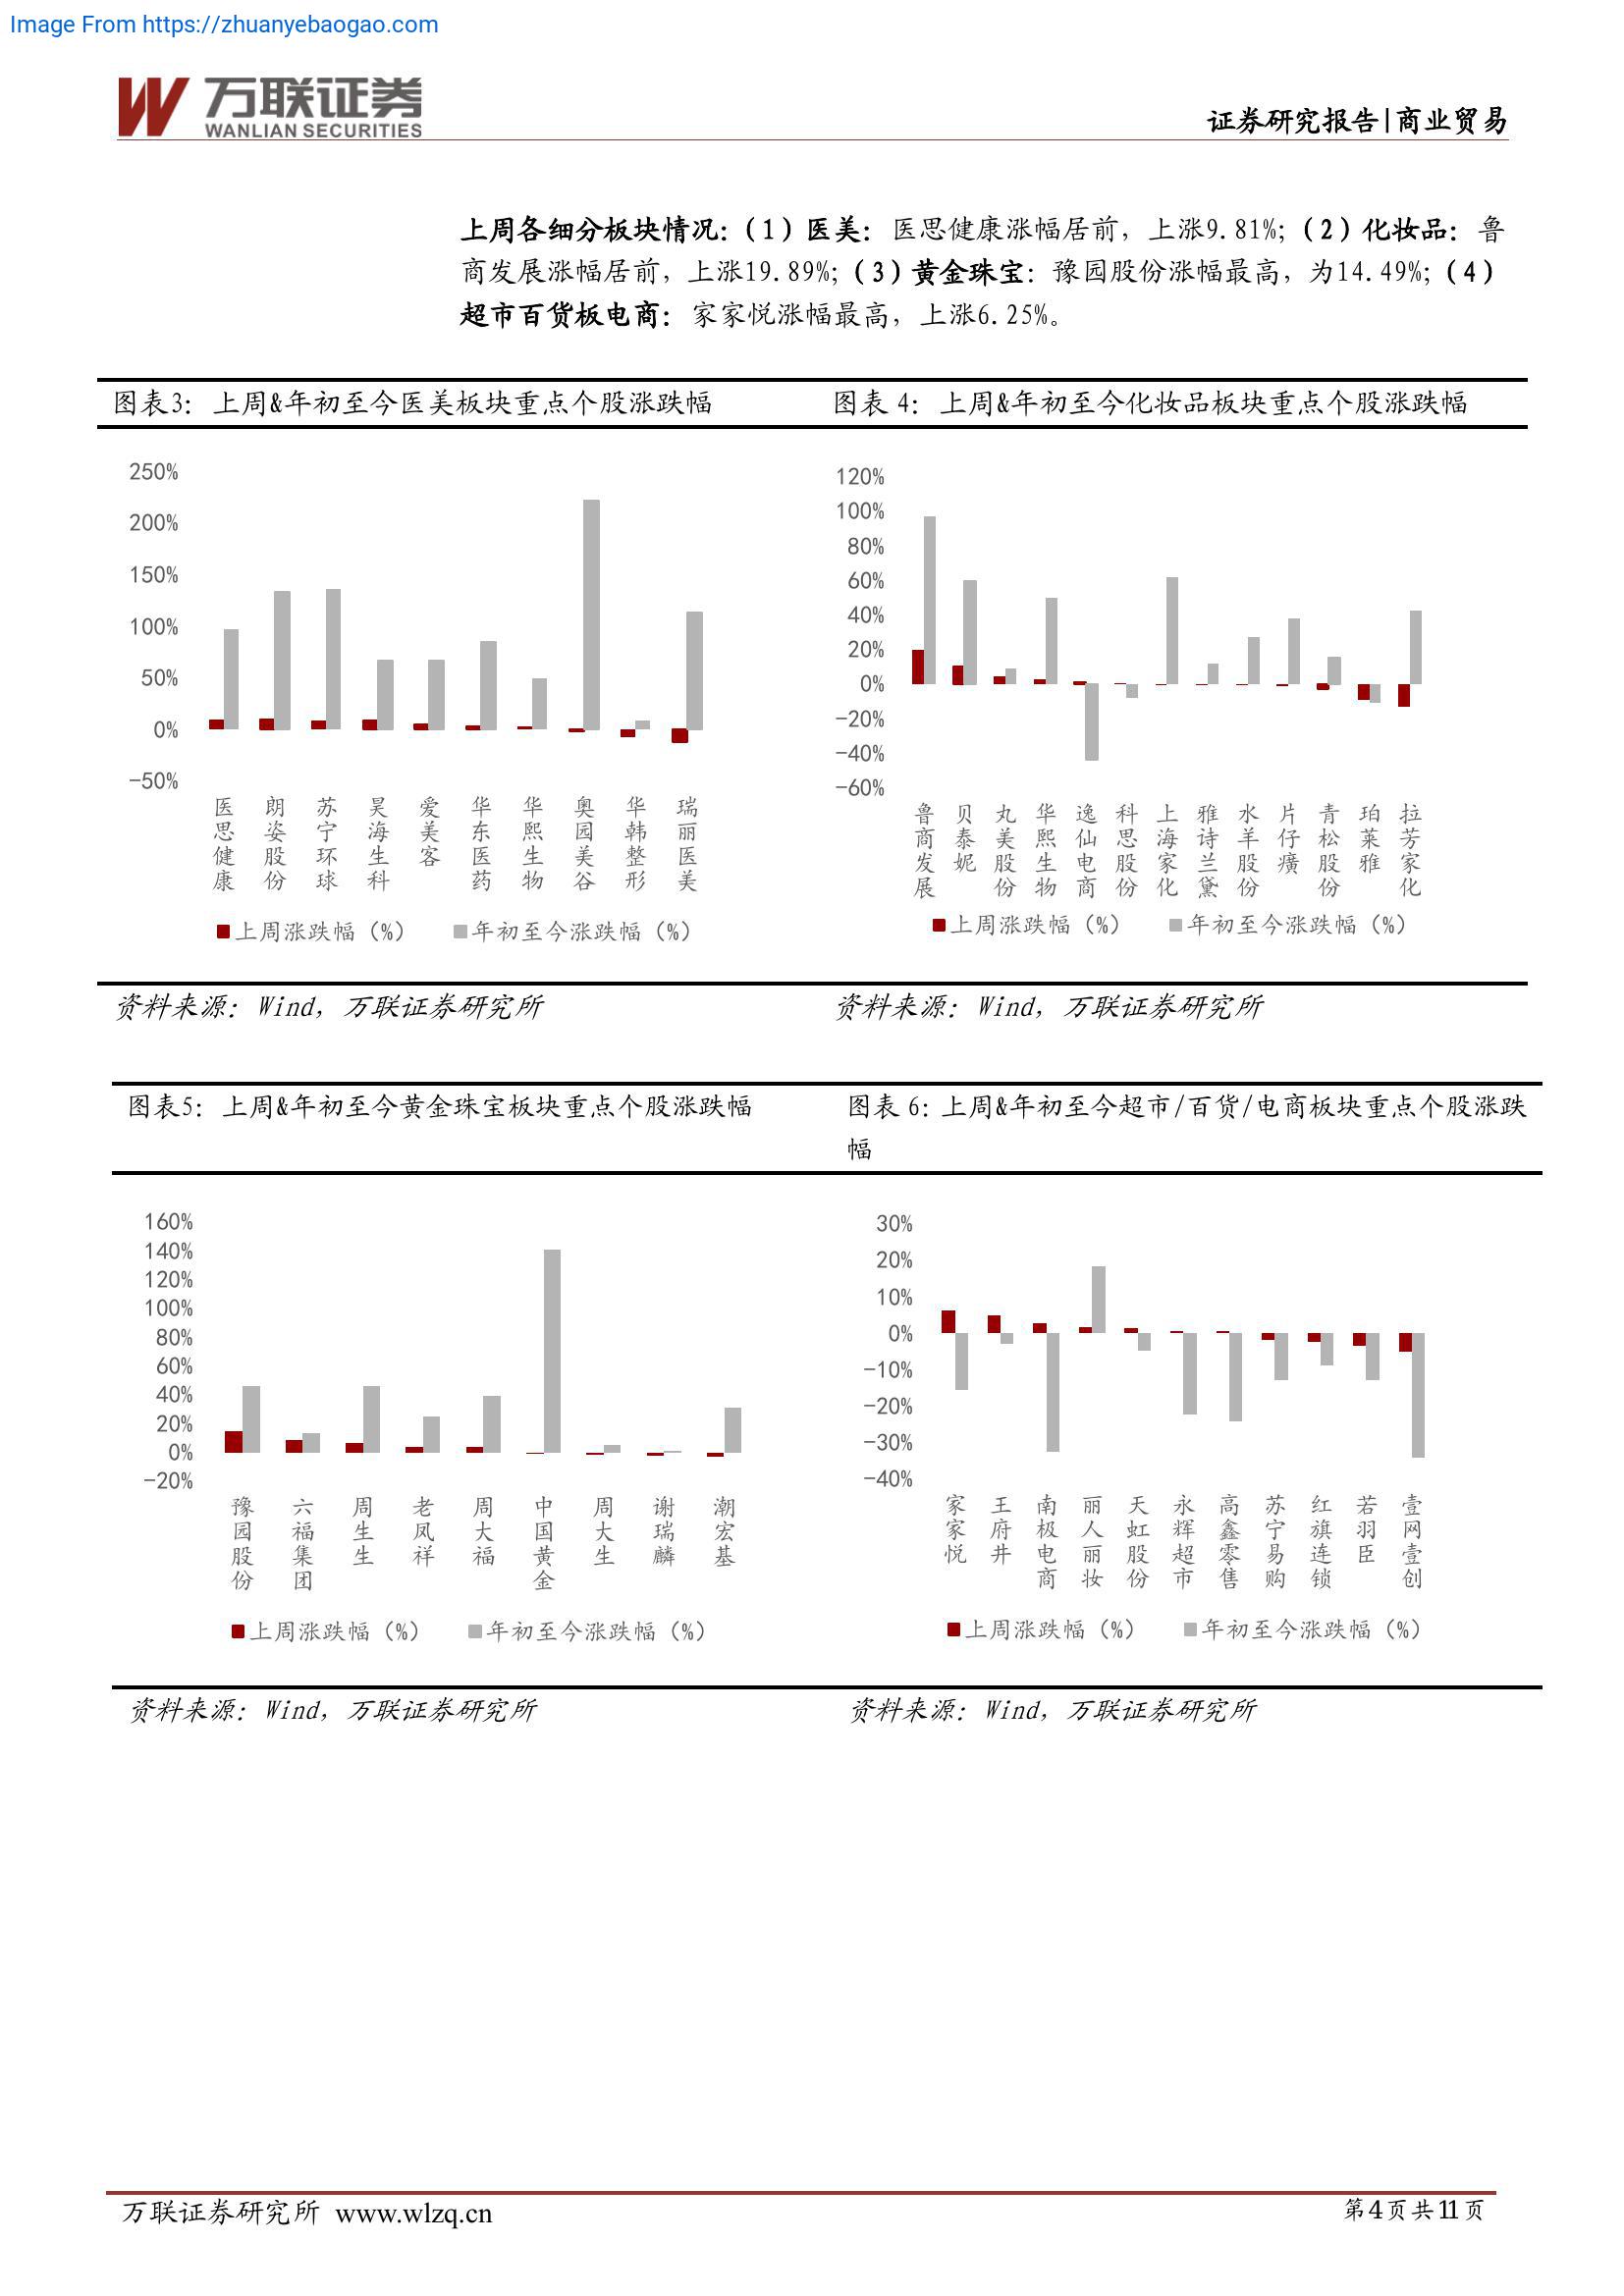 Image From https://zhuanyebaogao.com
万联证券
WANLIAN SECURITIES
证券研究报告|商业贸易
上周各细分板块情况：（1）医美：医思健康涨幅居前，上涨9.81%；（2）化妆品：鲁
商发展涨幅居前，上涨19.89%；（3）黄金珠宝：豫园股份涨幅最高，为14.49%；（4）
超市百货板电商：家家悦涨幅最高，上涨6.25%。
图表3：上周&年初至今医美板块重点个股涨跌幅
250%
200%
150%
100%
50%
0%
-50%
医思健康
朗姿股份
苏宁环球
昊海生科
爱美客
华东医药
华熙生物
奥园美谷
华韩整形
瑞丽医美
上周涨跌幅（%）
年初至今涨跌幅（%）
资料来源：Wind，万联证券研究所
图表 4：上周&年初至今化妆品板块重点个股涨跌幅
120%
100%
80%
60%
40%
20%
0%
-20%
-40%
-60%
鲁商发展
贝泰妮
丸美股份
华熙生物
逸仙电商
科思股份
上海家化
雅诗兰黛
水羊股份
片仔癀
青松股份
珀莱雅
拉芳家化
上周涨跌幅（%）
年初至今涨跌幅（%）
资料来源：Wind，万联证券研究所
图表5：上周&年初至今黄金珠宝板块重点个股涨跌幅
160%
140%
120%
100%
80%
60%
40%
20%
0%
-20%
豫园股份
六福集团
周生生
老凤祥
周大福
中国黄金
周大生
谢瑞麟
潮宏基
上周涨跌幅（%）
年初至今涨跌幅（%）
资料来源：Wind，万联证券研究所
图表 6：上周&年初至今超市/百货/电商板块重点个股涨跌
幅
30%
20%
10%
0%
-10%
-20%
-30%
-40%
家家悦
王府井
南极电商
丽人丽妆
天虹股份
永辉超市
高鑫零售
苏宁易购
红旗连锁
若羽臣
壹网壹创
上周涨跌幅（%）
年初至今涨跌幅（%）
资料来源：Wind，万联证券研究所
万联证券研究所 www.wlzq.cn
第4页共11页